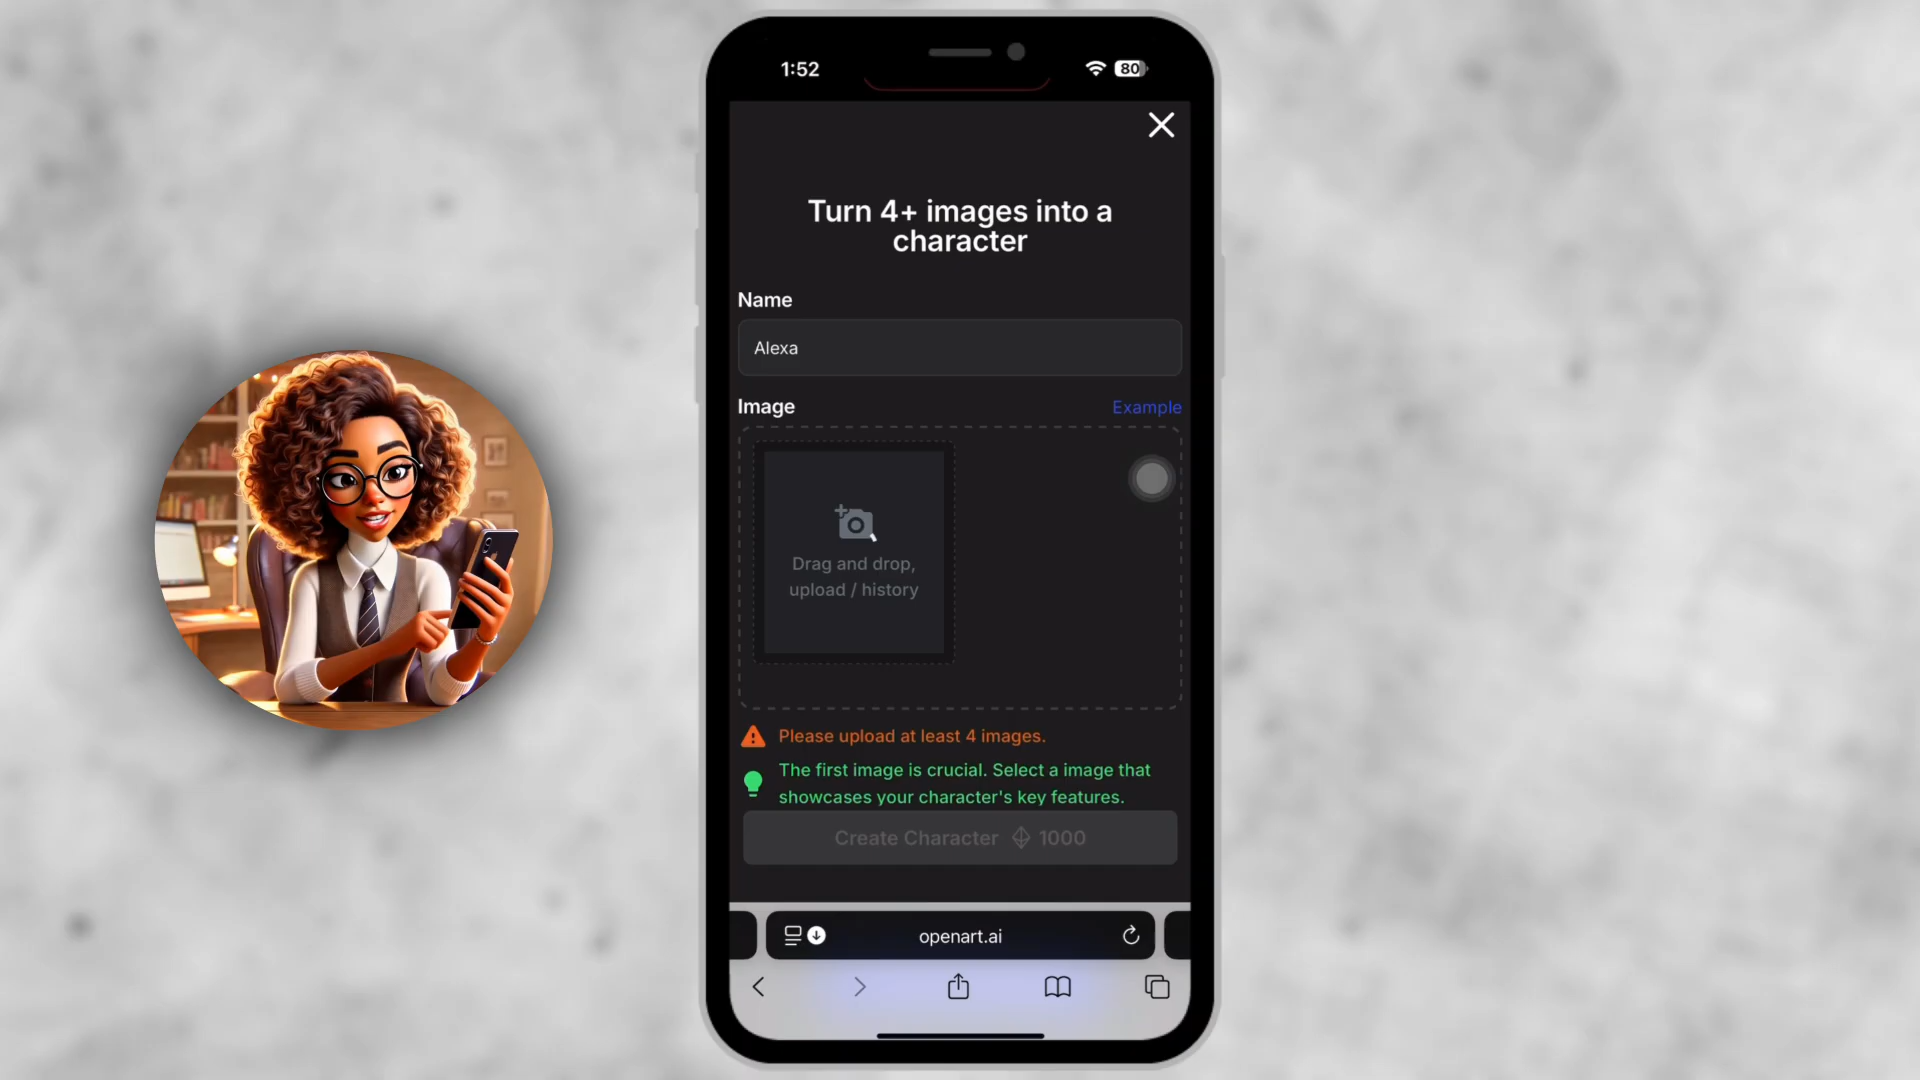 1:52
80
Turn 4+ images into a
character
Name
Alexa
Image
Example
Drag and drop,
upload / history
Please upload at least 4 images.
The first image is crucial. Select a image that
showcases your character's key features.
Create Character 1000
openart.ai